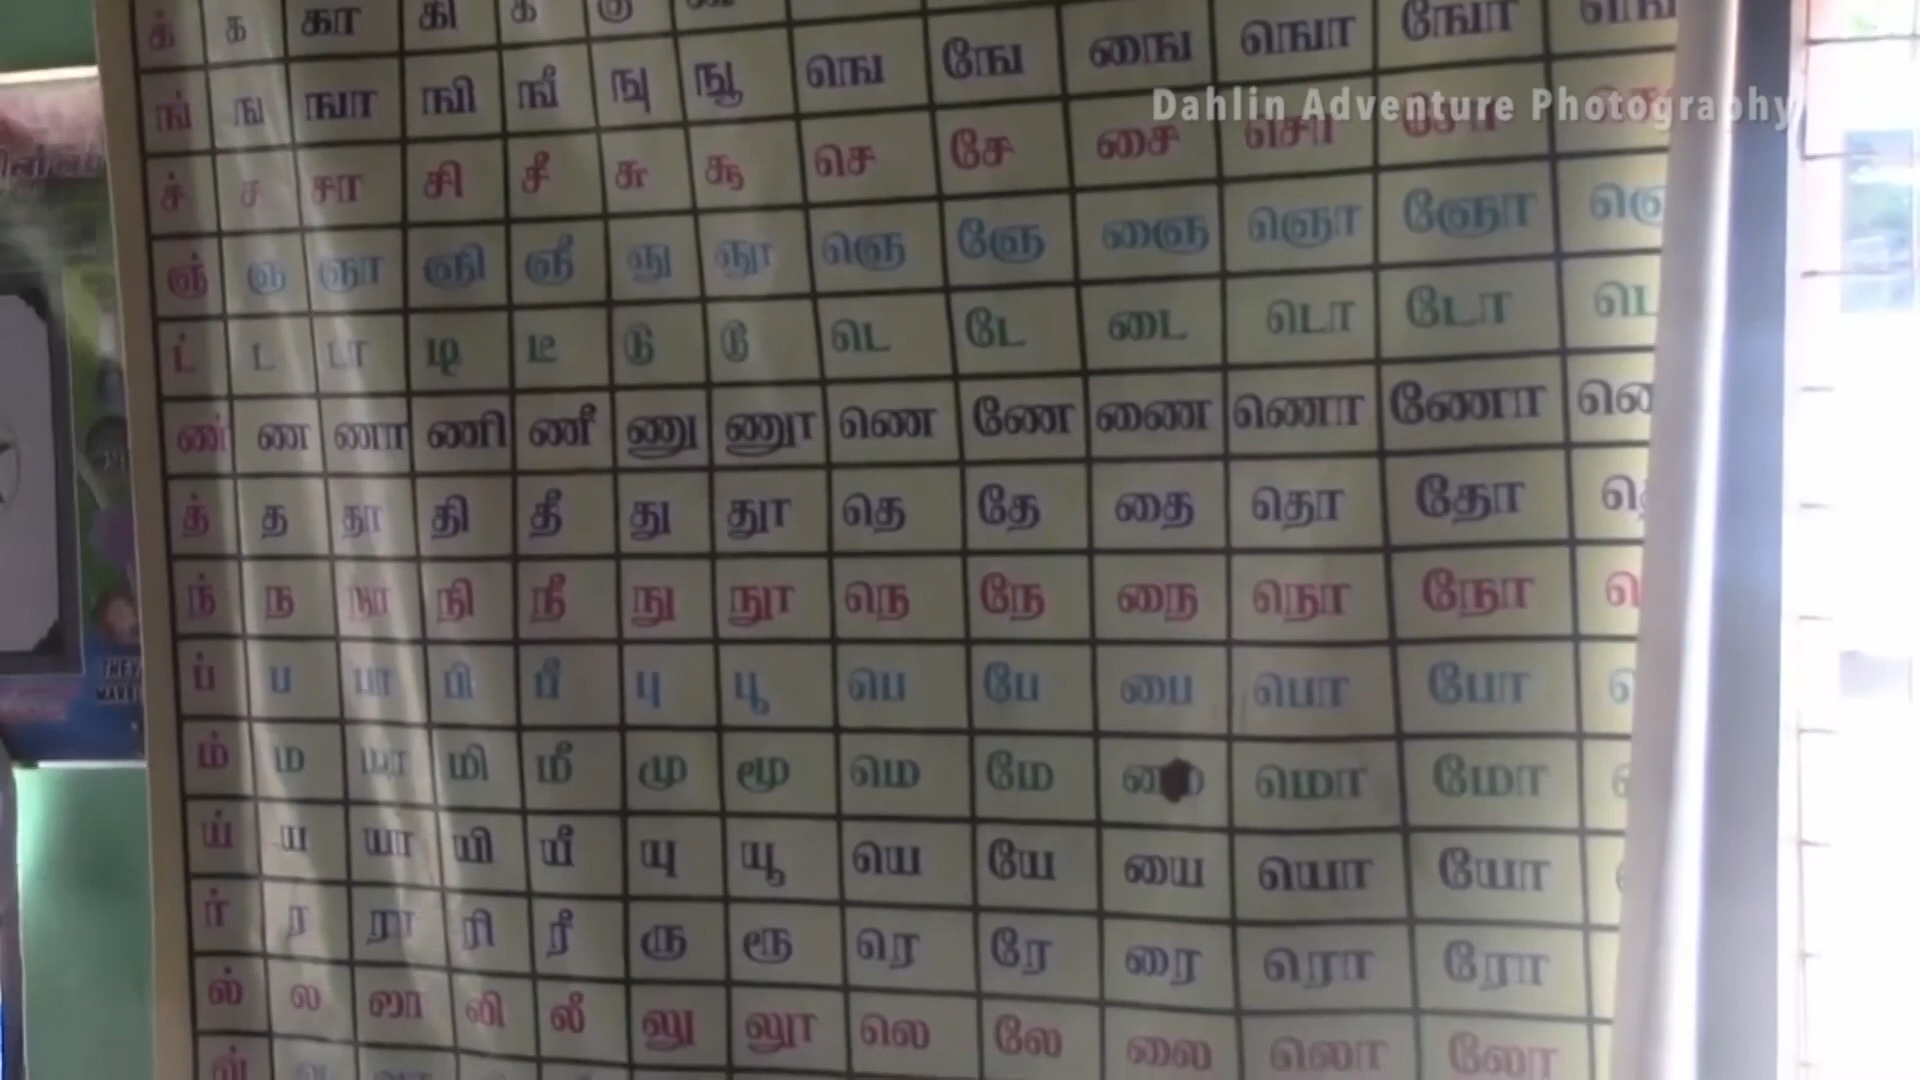 க் க கா கி
ங் ங ஙா ஙி ஙீ ஙு ஙூ ஙெ ஙே ஙை ஙொ ஙோ
Dahlin Adventure Photography
ச் ச சா சி சீ சு சூ செ சே சை சொ சோ
ஞ் ஞ ஞா ஞி ஞீ ஞு ஞூ ஞெ ஞே ஞை ஞொ ஞோ
ட் ட டா டி டீ டு டூ டெ டே டை டொ டோ
ண் ண ணா ணி ணீ ணு ணூ ணெ ணே ணை ணொ ணோ
த் த தா தி தீ து தூ தெ தே தை தொ தோ
ந் ந நா நி நீ நு நூ நெ நே நை நொ நோ
ப் ப பா பி பீ பு பூ பெ பே பை பொ போ
ம் ம மா மி மீ மு மூ மெ மே மை மொ மோ
ய் ய யா யி யீ யு யூ யெ யே யை யொ யோ
ர் ர ரா ரி ரீ ரு ரூ ரெ ரே ரை ரொ ரோ
ல் ல லா லி லீ லு லூ லெ லே லை லொ லோ